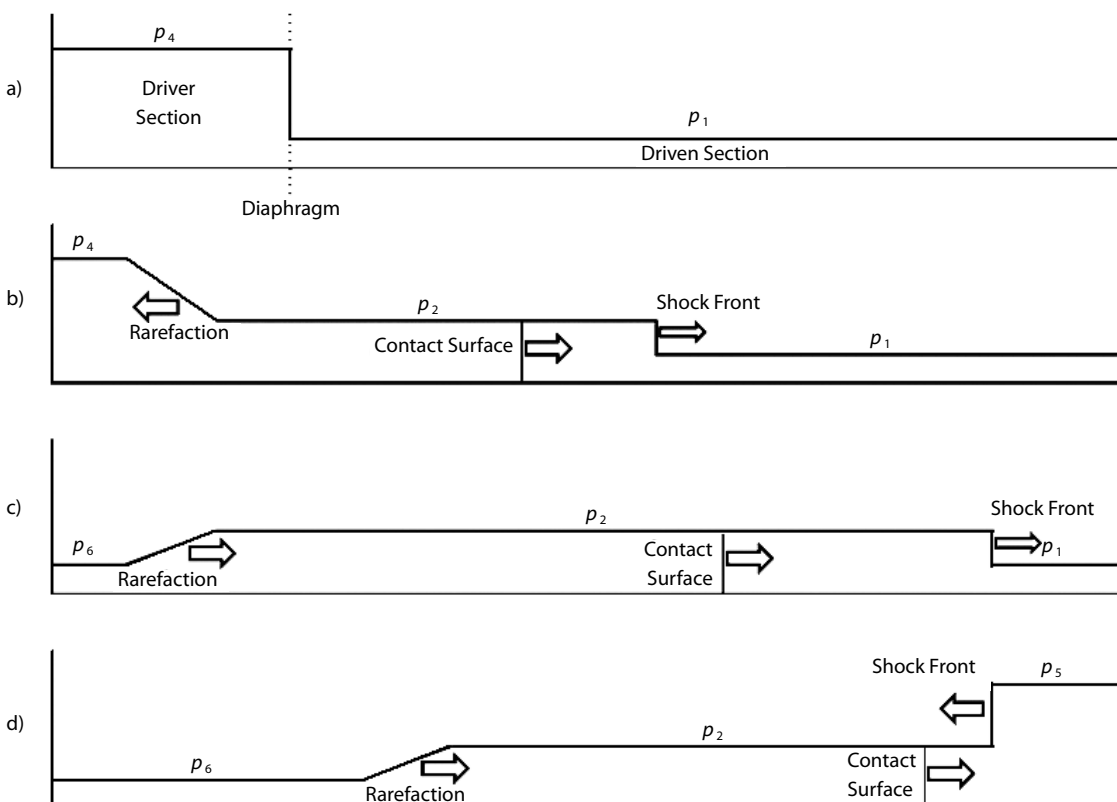 a)
p₄
Driver
Section
p₁
Driven Section
Diaphragm
b)
p₄
Rarefaction
p₂
Contact Surface
Shock Front
p₁
c)
p₆
Rarefaction
p₂
Contact
Surface
Shock Front
p₁
d)
p₆
Rarefaction
p₂
Shock Front
Contact
Surface
p₅